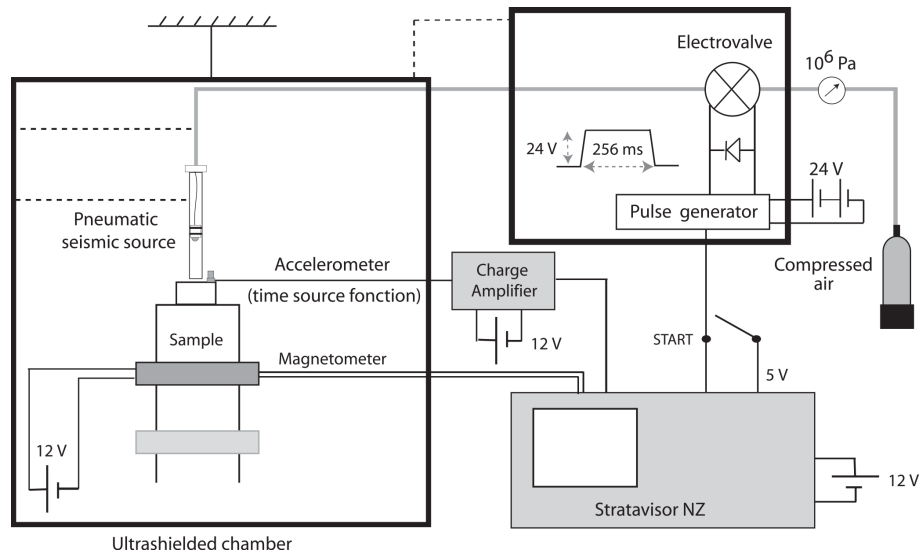 Electrovalve
10⁶ Pa
24 V
256 ms
24 V
Pulse generator
Pneumatic
seismic source
Compressed
air
Accelerometer
(time source fonction)
Charge
Amplifier
Sample
12 V
START
Magnetometer
5 V
12 V
12 V
Stratavisor NZ
Ultrashielded chamber